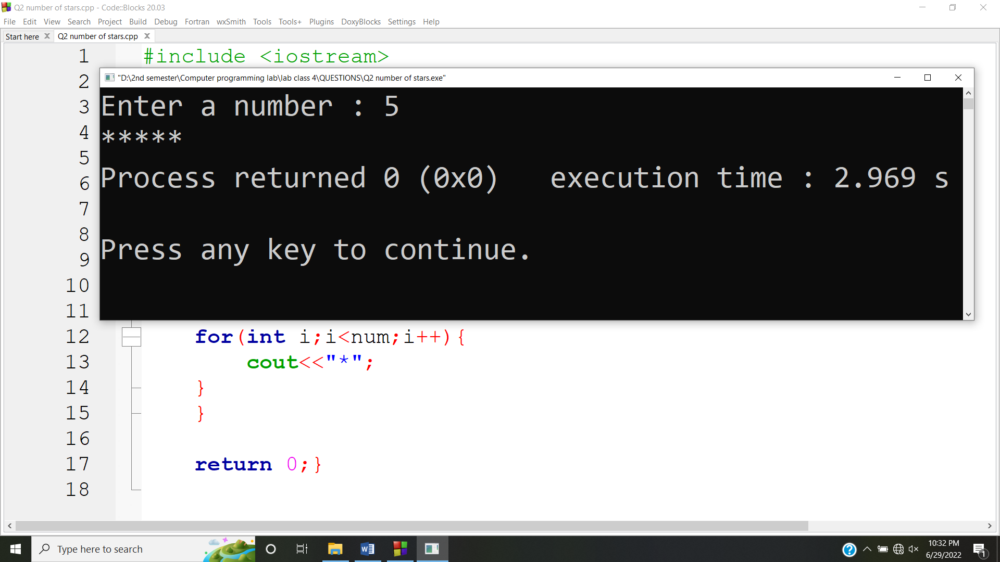 Q2 number of stars.cpp - Code::Blocks 20.03
File Edit View Search Project Build Debug Fortran wxSmith Tools Tools+ Plugins DoxyBlocks Settings Help
Start here X Q2 number of stars.cpp X
1 #include <iostream>
2
"D:\2nd semester\Computer programming lab\lab class 4\QUESTIONS\Q2 number of stars.exe"
3
Enter a number : 5
4
*****
5
6
Process returned 0 (0x0)   execution time : 2.969 s
7
8
9
Press any key to continue.
10
11
12 for(int i;i<num;i++){
13 cout<<"*";
14 }
15 }
16
17 return 0;}
18
Type here to search
10:32 PM
6/29/2022
1